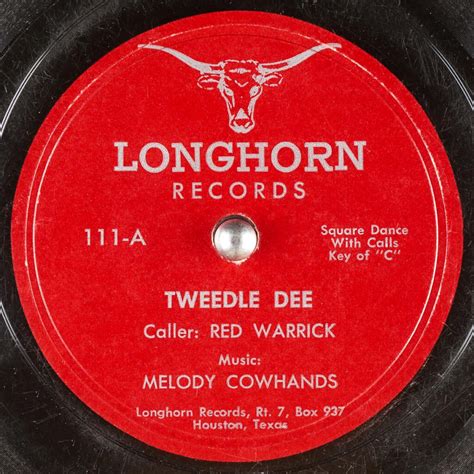 LONGHORN
RECORDS
111-A
Square Dance
With Calls
Key of "C"
TWEEDLE DEE
Caller: RED WARRICK
Music:
MELODY COWHANDS
Longhorn Records, Rt. 7, Box 937
Houston, Texas